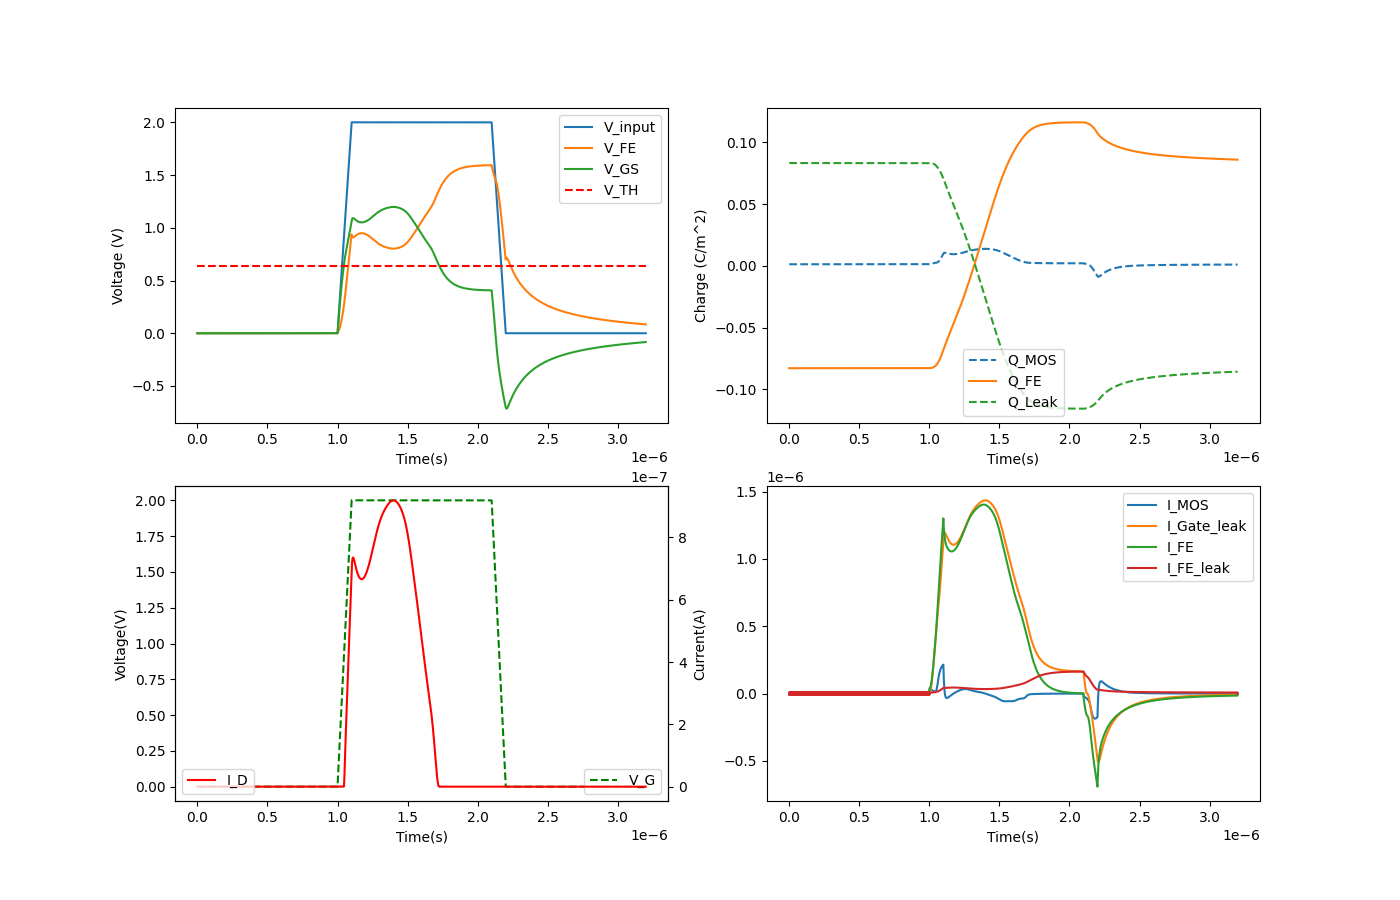 2.0
1.5
1.0
0.5
0.0
−0.5
Voltage (V)
V_input
V_FE
V_GS
V_TH
0.0 0.5 1.0 1.5 2.0 2.5 3.0
Time(s)
1e−6
0.10
0.05
0.00
−0.05
−0.10
Charge (C/m^2)
Q_MOS
Q_FE
Q_Leak
0.0 0.5 1.0 1.5 2.0 2.5 3.0
Time(s)
1e−6
1e−7
2.00
1.75
1.50
1.25
1.00
0.75
0.50
0.25
0.00
Voltage(V)
I_D
V_G
8
6
4
2
0
Current(A)
0.0 0.5 1.0 1.5 2.0 2.5 3.0
Time(s)
1e−6
1e−6
1.5
1.0
0.5
0.0
−0.5
I_MOS
I_Gate_leak
I_FE
I_FE_leak
0.0 0.5 1.0 1.5 2.0 2.5 3.0
Time(s)
1e−6